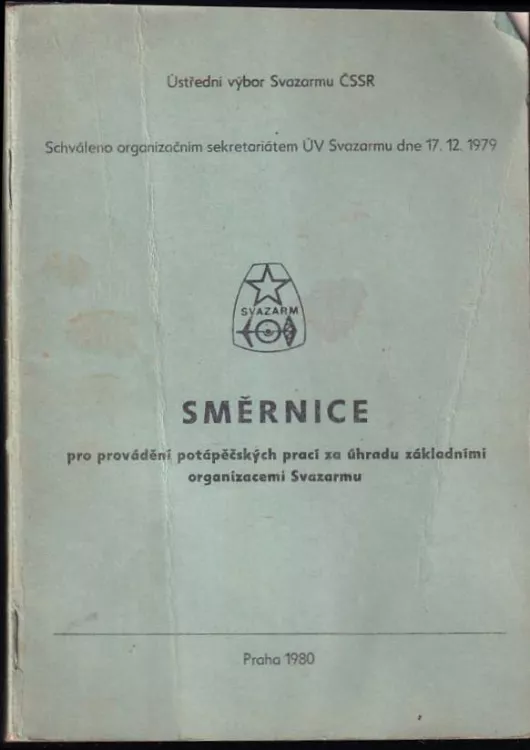 Ústřední výbor Svazarmu ČSSR
Schváleno organizačním sekretariátem ÚV Svazarmu dne 17. 12. 1979
SVAZARM
SMĚRNICE
pro provádění potápěčských prací za úhradu základními
organizacemi Svazarmu
Praha 1980